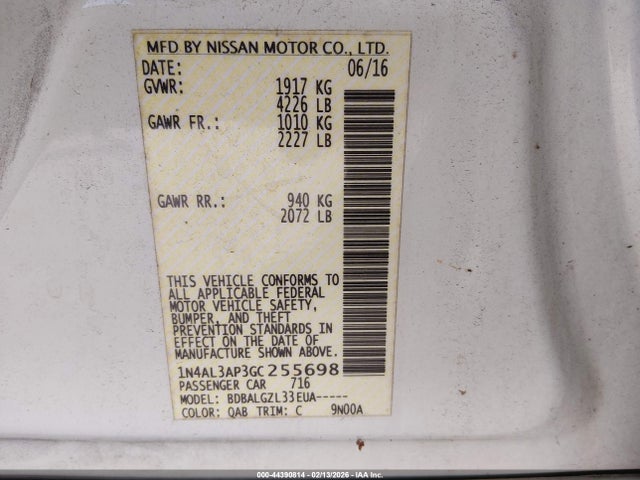 MFD BY NISSAN MOTOR CO., LTD.
DATE: 06/16
GVWR: 1917 KG
4226 LB
GAWR FR.: 1010 KG
2227 LB
GAWR RR.: 940 KG
2072 LB
THIS VEHICLE CONFORMS TO
ALL APPLICABLE FEDERAL
MOTOR VEHICLE SAFETY,
BUMPER, AND THEFT
PREVENTION STANDARDS IN
EFFECT ON THE DATE OF
MANUFACTURE SHOWN ABOVE.
1N4AL3AP3GC255698
PASSENGER CAR 716
MODEL: BDBALGZL33EUA-----
COLOR: QAB TRIM: C 9N00A
000-44390814 - 02/13/2026 - IAA Inc.